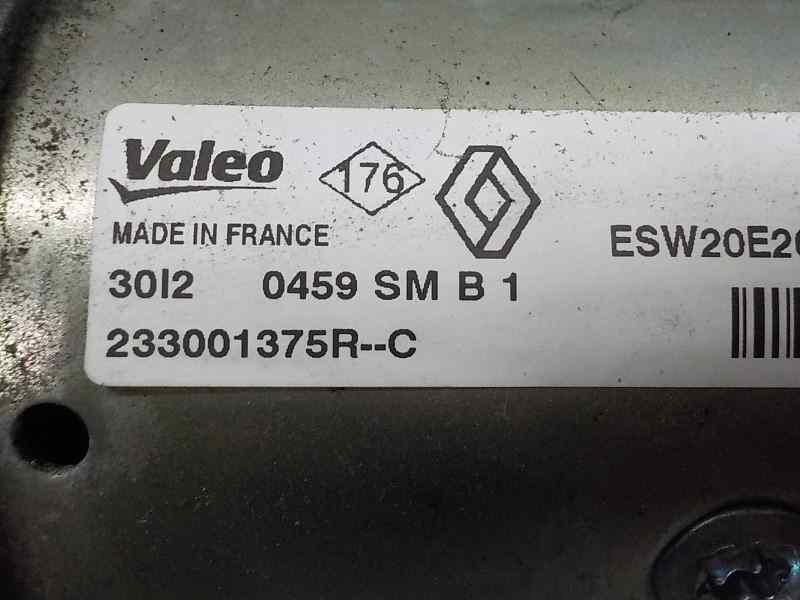 Valeo 176
MADE IN FRANCE
ESW20E2
30I2 0459 SM B 1
233001375R--C